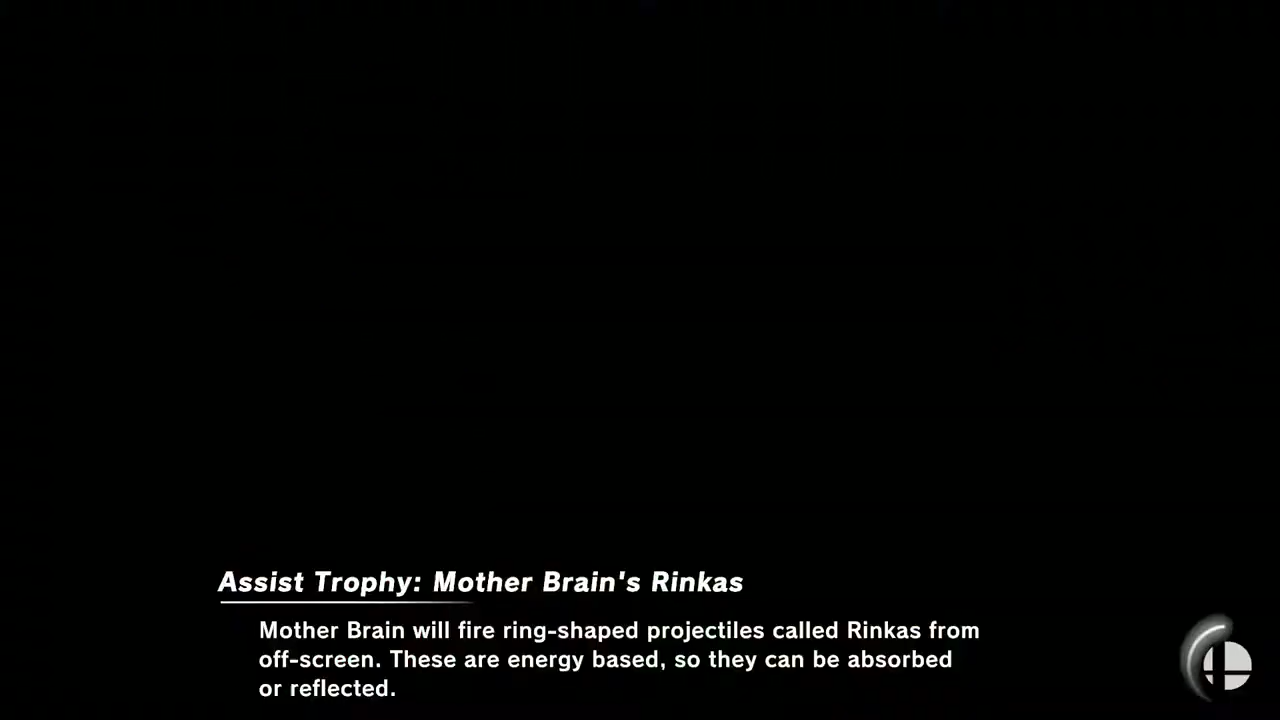 Assist Trophy: Mother Brain's Rinkas
Mother Brain will fire ring-shaped projectiles called Rinkas from
off-screen. These are energy based, so they can be absorbed
or reflected.